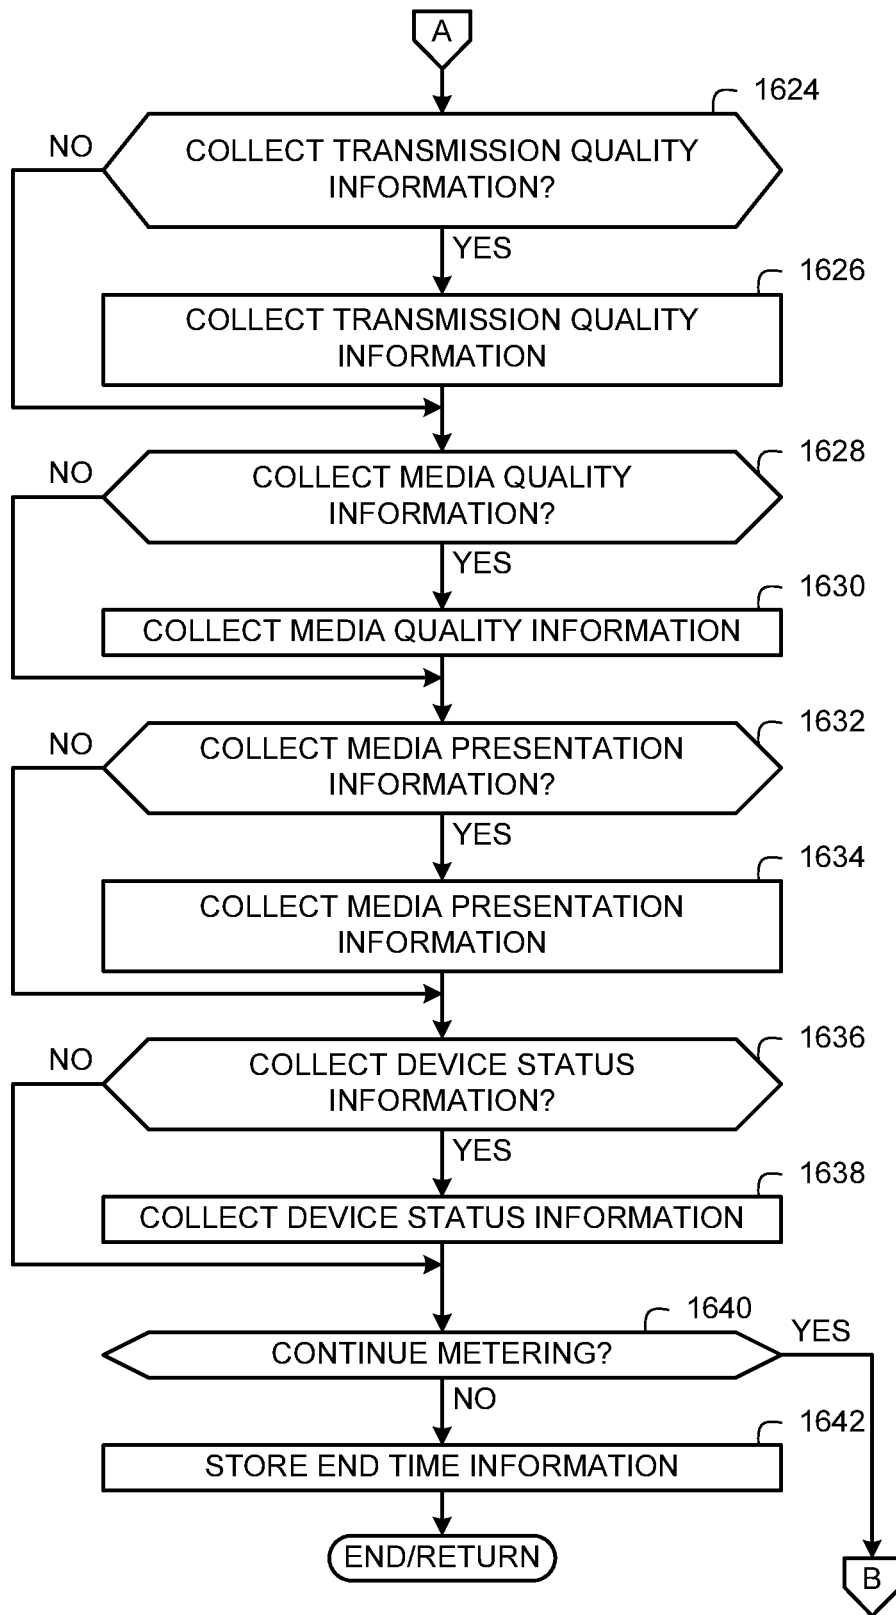 A
1624
NO
COLLECT TRANSMISSION QUALITY
INFORMATION?
YES
1626
COLLECT TRANSMISSION QUALITY
INFORMATION
1628
NO
COLLECT MEDIA QUALITY
INFORMATION?
YES
1630
COLLECT MEDIA QUALITY INFORMATION
1632
NO
COLLECT MEDIA PRESENTATION
INFORMATION?
YES
1634
COLLECT MEDIA PRESENTATION
INFORMATION
1636
NO
COLLECT DEVICE STATUS
INFORMATION?
YES
1638
COLLECT DEVICE STATUS INFORMATION
1640
YES
CONTINUE METERING?
NO
1642
STORE END TIME INFORMATION
END/RETURN
B